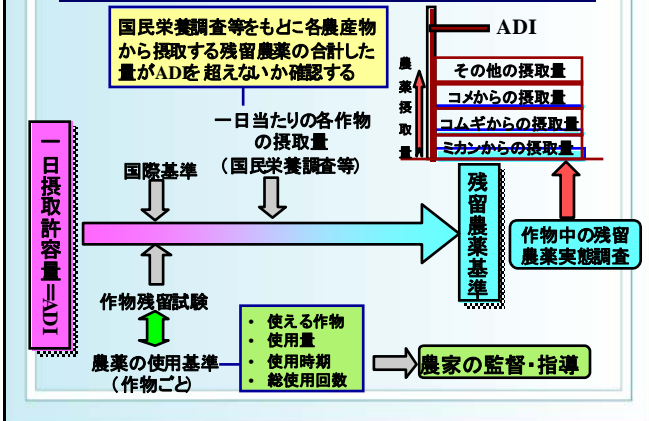 国民栄養調査等をもとに各農産物
から摂取する残留農薬の合計した
量がADIを超えないか確認する
ADI
農薬摂取量
その他の摂取量
コメからの摂取量
コムギからの摂取量
ミカンからの摂取量
一日当たりの各作物
の摂取量
(国民栄養調査等)
国際基準
一日摂取許容量=ADI
残留農薬基準
作物中の残留
農薬実態調査
作物残留試験
農薬の使用基準
(作物ごと)
• 使える作物
• 使用量
• 使用時期
• 総使用回数
農家の監督・指導